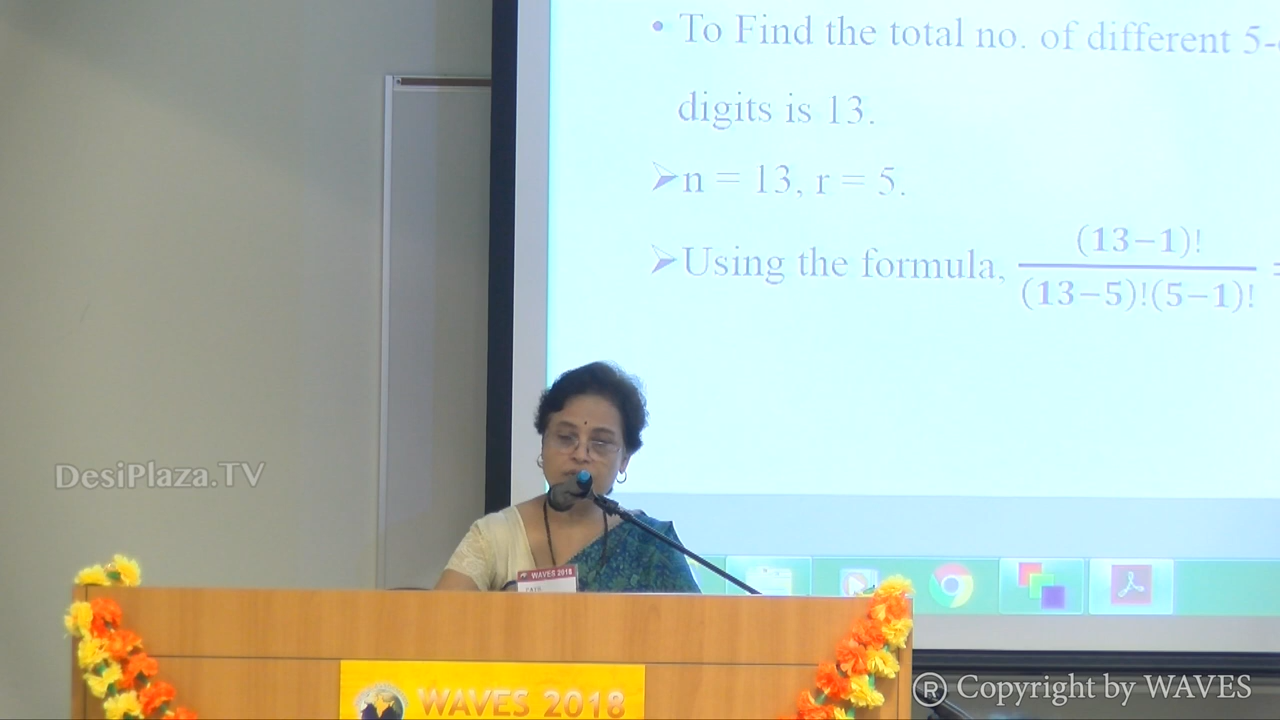 • To Find the total no. of different 5-
digits is 13.
➢n = 13, r = 5.
➢Using the formula, (13−1)! =
(13−5)!(5−1)!
DesiPlaza.TV
WAVES 2018
WAVES 2018
® Copyright by WAVES